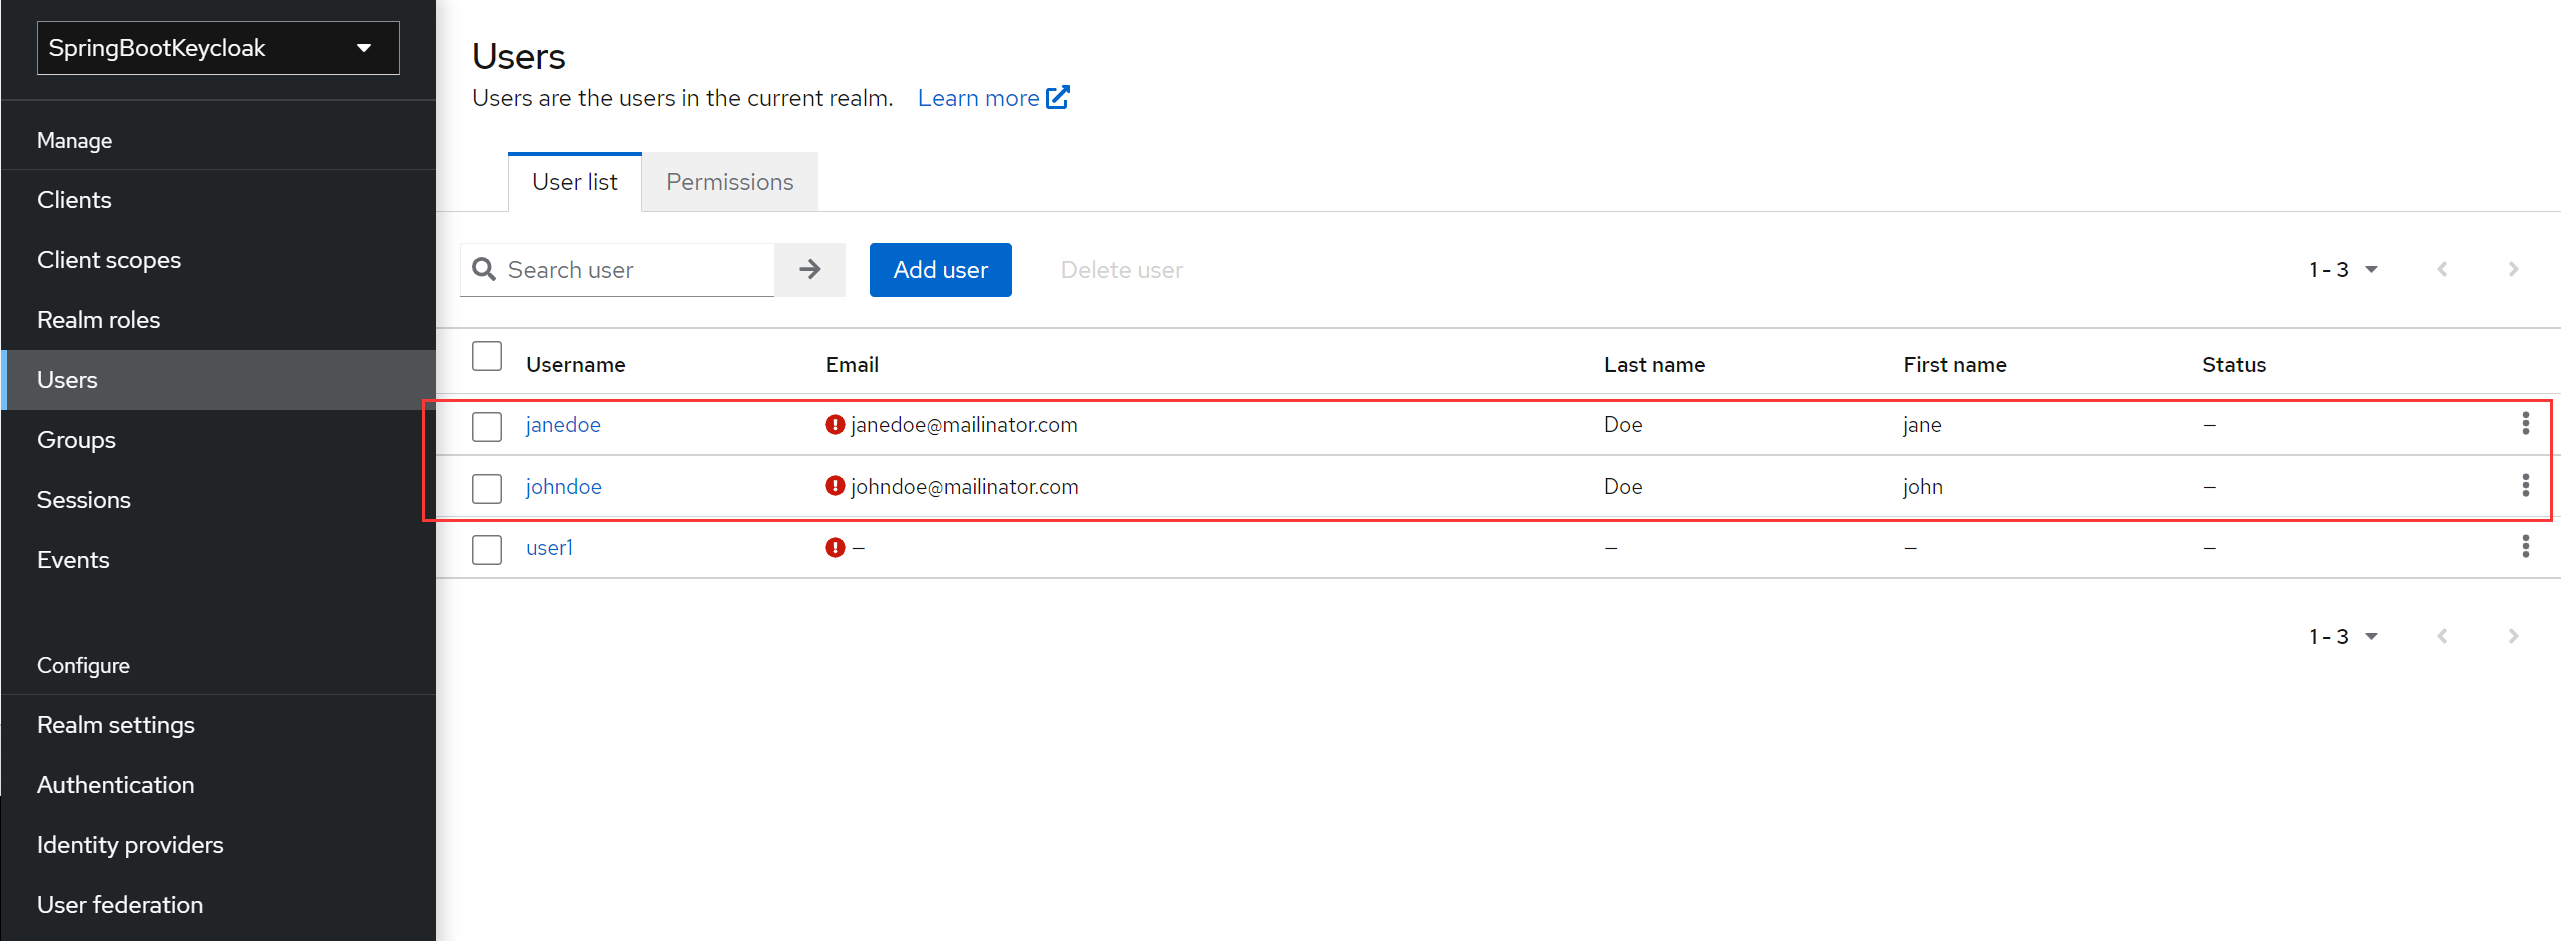 SpringBootKeycloak
Manage
Clients
Client scopes
Realm roles
Users
Groups
Sessions
Events
Configure
Realm settings
Authentication
Identity providers
User federation
Users
Users are the users in the current realm. Learn more
User list Permissions
Search user Add user Delete user 1 - 3
Username Email Last name First name Status
janedoe janedoe@mailinator.com Doe jane –
johndoe johndoe@mailinator.com Doe john –
user1 – – – –
1 - 3